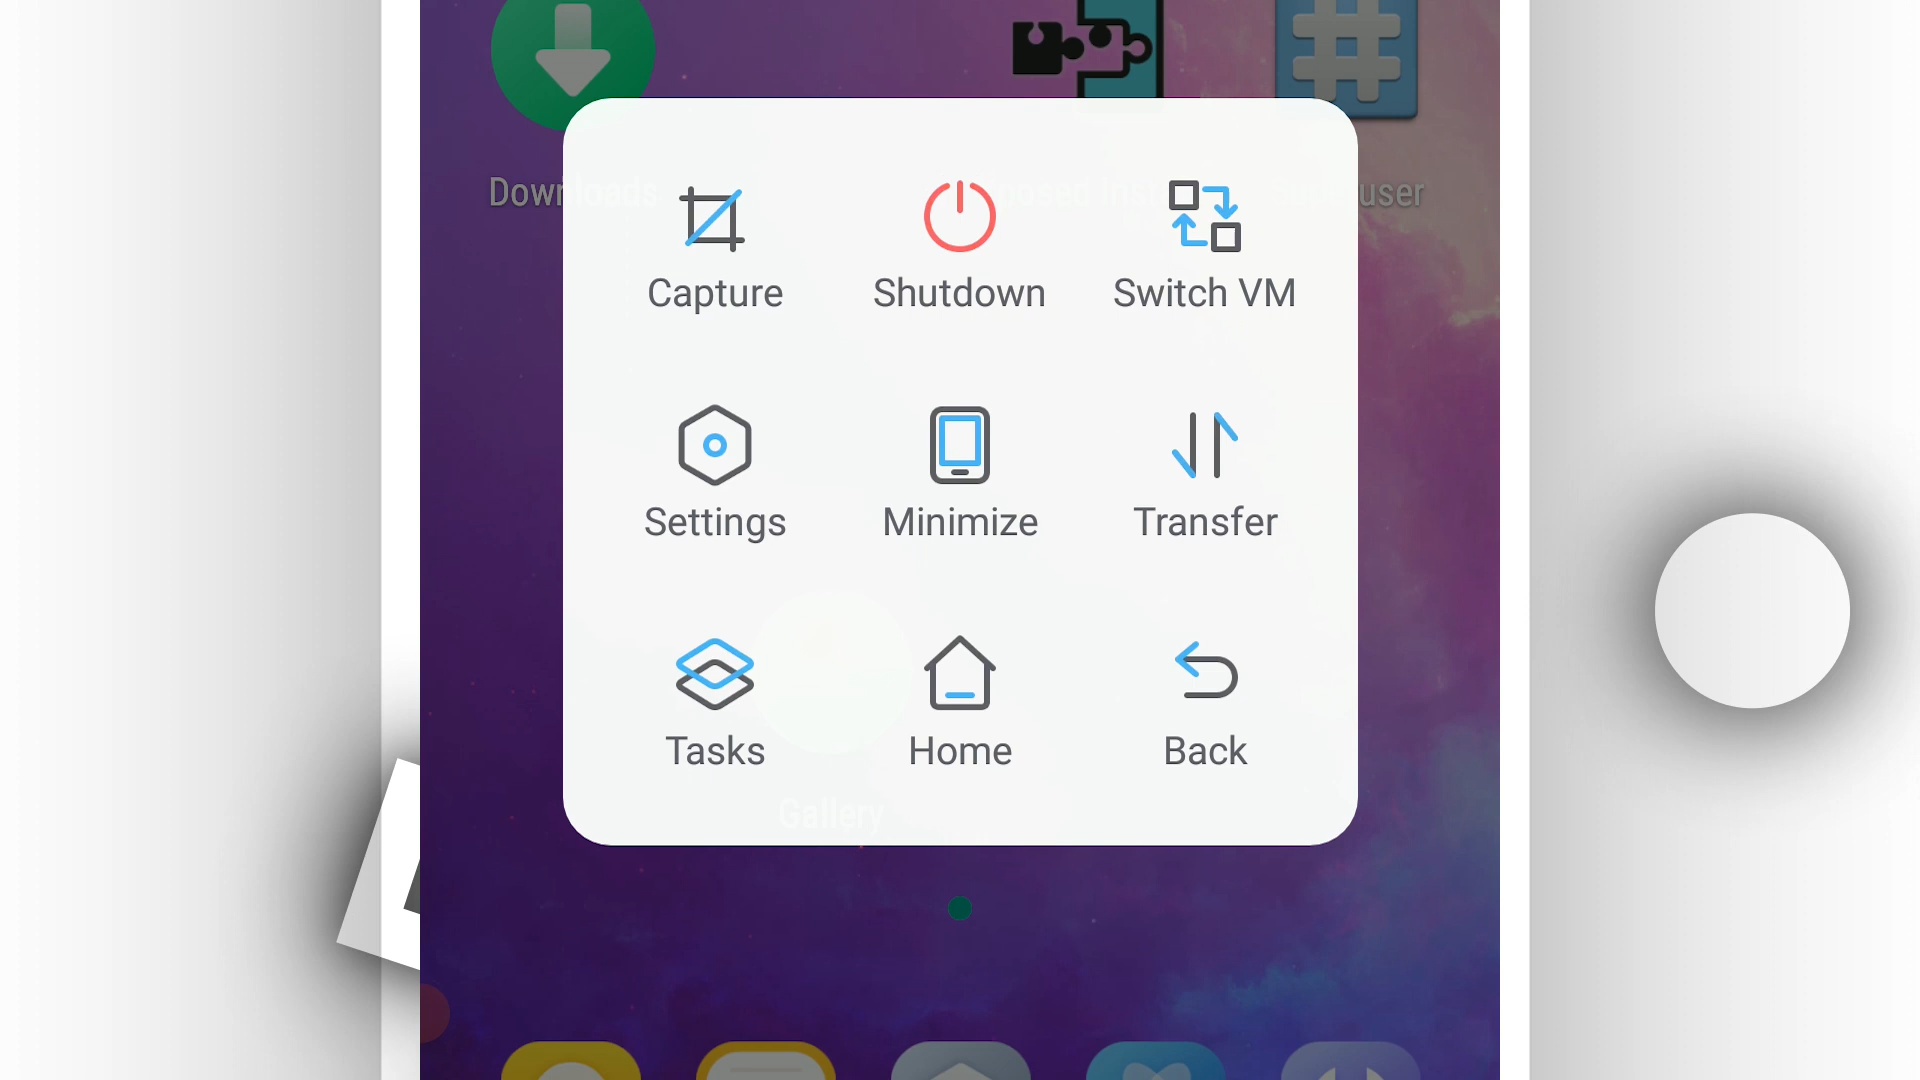 Downloads
user
Capture
Shutdown
Switch VM
Settings
Minimize
Transfer
Tasks
Home
Back
Gallery